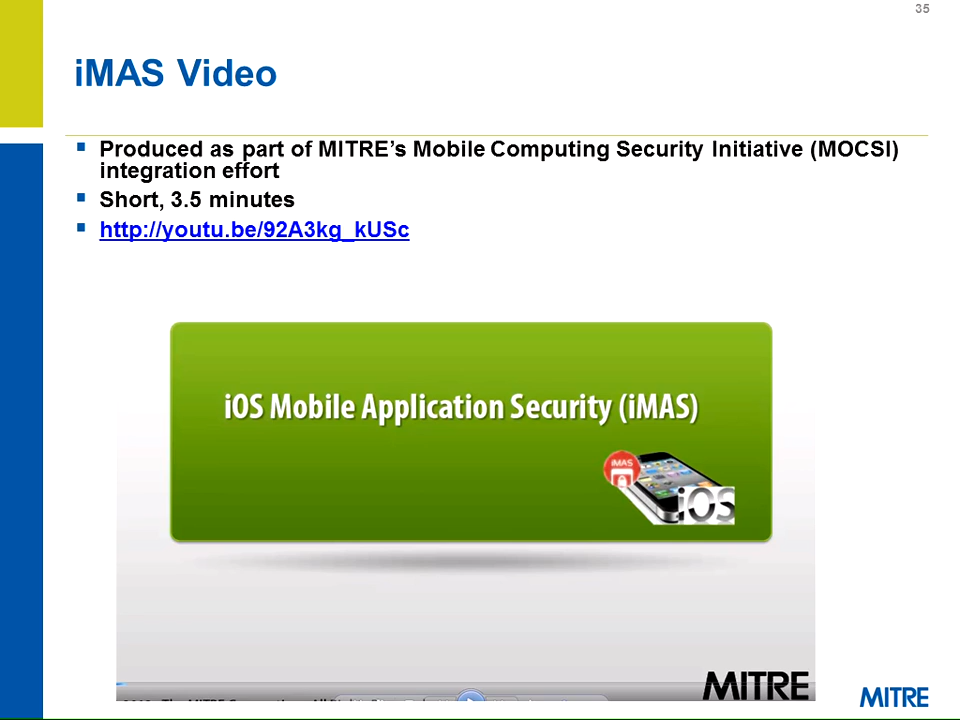 35
iMAS Video
Produced as part of MITRE’s Mobile Computing Security Initiative (MOCSI)
integration effort
Short, 3.5 minutes
http://youtu.be/92A3kg_kUSc
iOS Mobile Application Security (iMAS)
iMAS
iOS
MITRE
MITRE